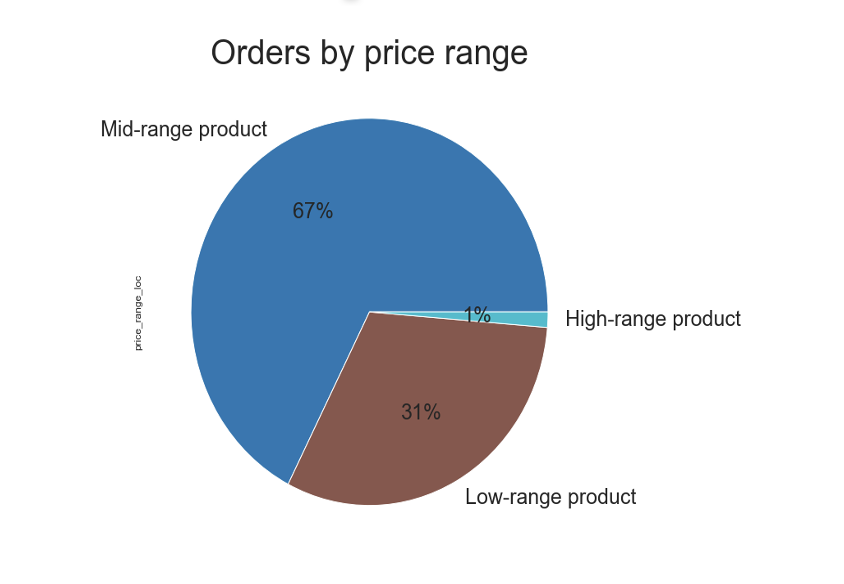 Orders by price range
Mid-range product
67%
price_range_loc
1%
High-range product
31%
Low-range product